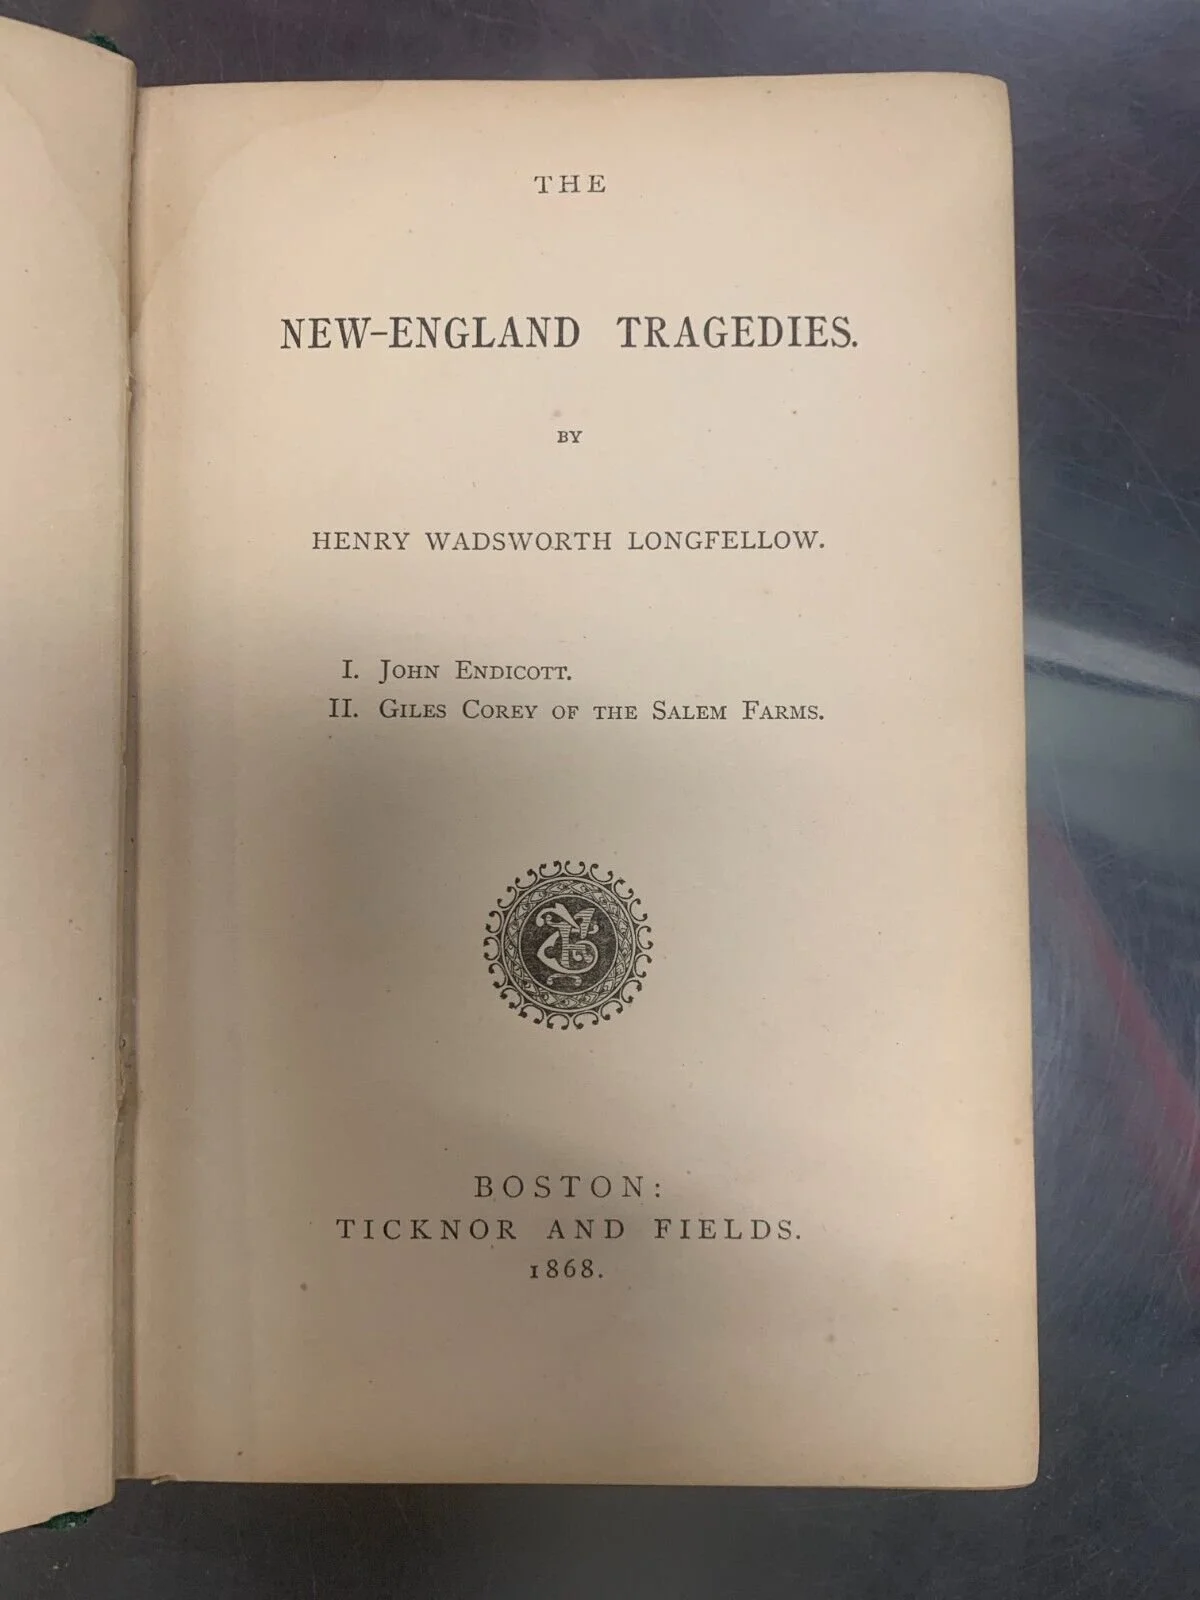 THE
NEW-ENGLAND TRAGEDIES.
BY
HENRY WADSWORTH LONGFELLOW.
I. JOHN ENDICOTT.
II. GILES COREY OF THE SALEM FARMS.
BOSTON:
TICKNOR AND FIELDS.
1868.